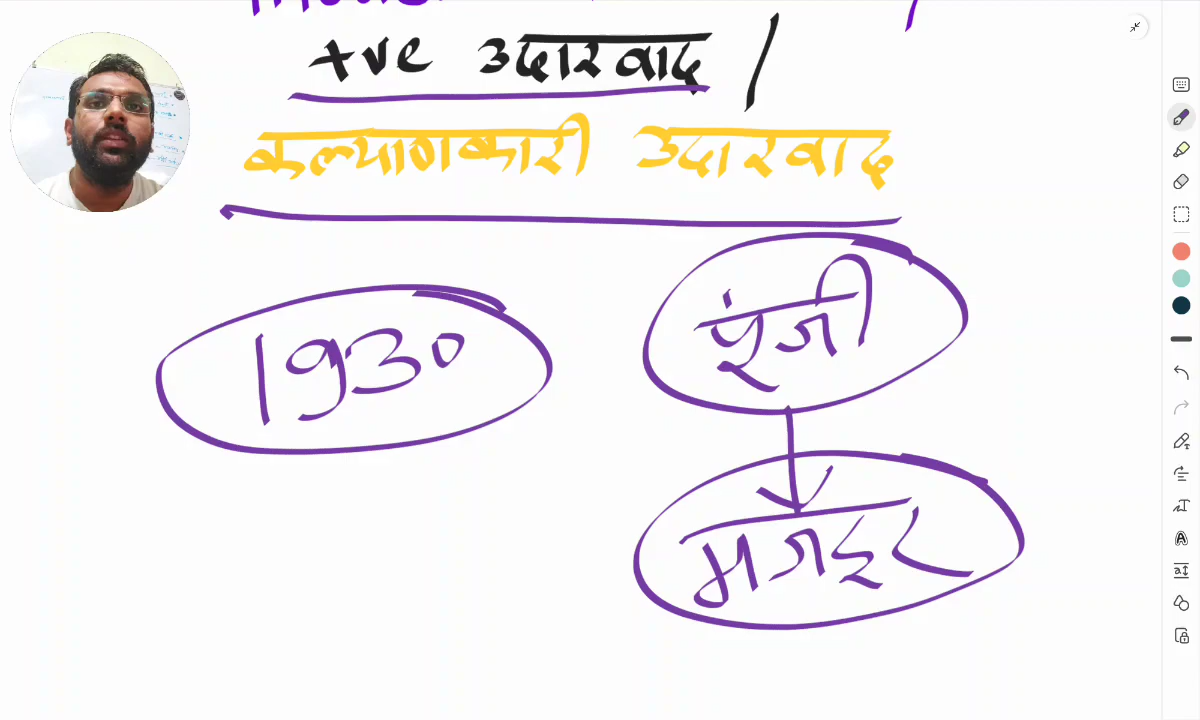 +ve उदारवाद /
कल्याणकारी उदारवाद
1930
पूंजी
मजदूर